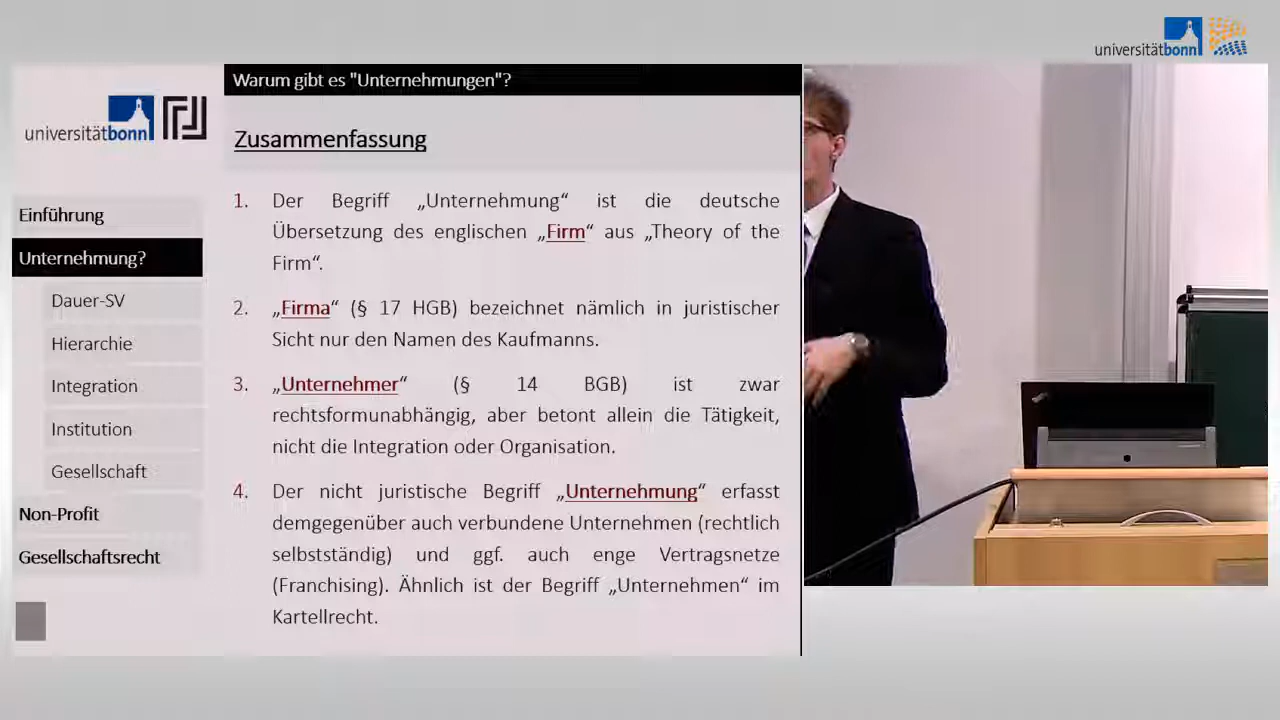 universitätbonn
Warum gibt es "Unternehmungen"?
universitätbonn
Zusammenfassung
Einführung
Unternehmung?
Dauer-SV
Hierarchie
Integration
Institution
Gesellschaft
Non-Profit
Gesellschaftsrecht
1. Der Begriff „Unternehmung“ ist die deutsche
Übersetzung des englischen „Firm“ aus „Theory of the
Firm“.
2. „Firma“ (§ 17 HGB) bezeichnet nämlich in juristischer
Sicht nur den Namen des Kaufmanns.
3. „Unternehmer“ (§ 14 BGB) ist zwar
rechtsformunabhängig, aber betont allein die Tätigkeit,
nicht die Integration oder Organisation.
4. Der nicht juristische Begriff „Unternehmung“ erfasst
demgegenüber auch verbundene Unternehmen (rechtlich
selbstständig) und ggf. auch enge Vertragsnetze
(Franchising). Ähnlich ist der Begriff „Unternehmen“ im
Kartellrecht.